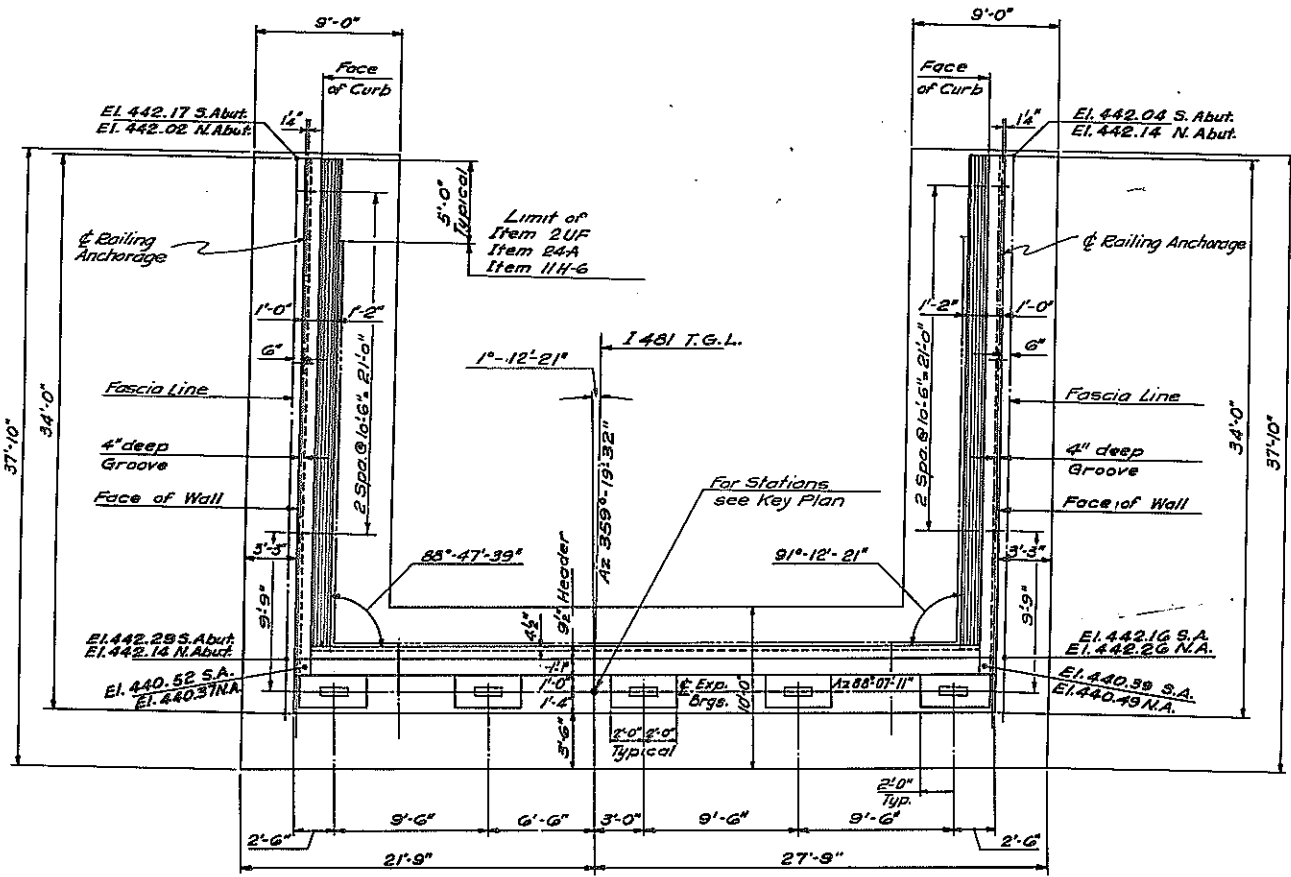 9'-0"
9'-0"
Face
of Curb
Face
of Curb
El. 442.17 S.Abut.
El. 442.02 N.Abut.
1¼"
El. 442.04 S. Abut.
El. 442.14 N. Abut.
1¼"
5'-0"
Typical
Limit of
Item 2UF
Item 24A
Item 11H-6
₵ Railing
Anchorage
₵ Railing Anchorage
1'-0"
1'-2"
1'-2"
1'-0"
6"
6"
I 481 T.G.L.
1°-12'-21"
Fascia Line
Fascia Line
37'-10"
34'-0"
2 Spa.@10'-6"=21'-0"
Az 359°-19'-32"
2 Spa.@10'-6"=21'-0"
34'-0"
37'-10"
4" deep
Groove
4" deep
Groove
Face of Wall
Face of Wall
For Stations
see Key Plan
3'-3"
3'-3"
88°-47'-39"
91°-12'-21"
9'-9"
9½" Header
4½"
9'-9"
El. 442.29 S.Abut.
El. 442.14 N.Abut.
El. 442.16 S.A.
El. 442.26 N.A.
El. 440.52 S.A.
El. 440.37 N.A.
El. 440.39 S.A.
El. 440.49 N.A.
1'-1"
1'-0"
1'-4"
3'-6"
₵ Exp.
Brgs.
10'-0"
Az 88°-07'-11"
2'-0" 2'-0"
Typical
2'-0"
Typ.
9'-6"
6'-6"
3'-0"
9'-6"
9'-6"
2'-6"
2'-6"
21'-9"
27'-9"